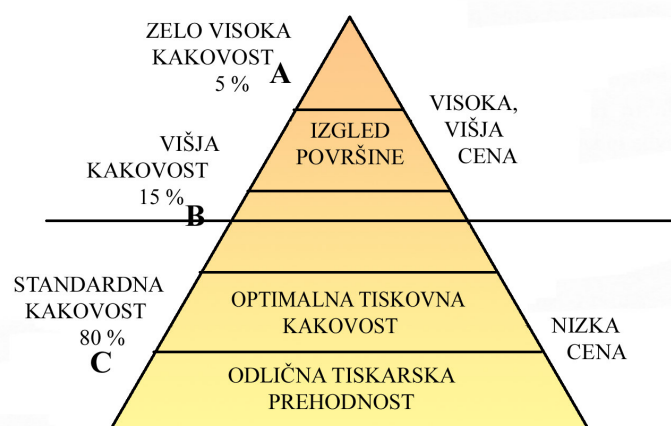 ZELO VISOKA
KAKOVOST
5 %
A
IZGLED
POVRŠINE
VISOKA,
VIŠJA
CENA
VIŠJA
KAKOVOST
15 %
B
STANDARDNA
KAKOVOST
80 %
C
OPTIMALNA TISKOVNA
KAKOVOST
NIZKA
CENA
ODLIČNA TISKARSKA
PREHODNOST